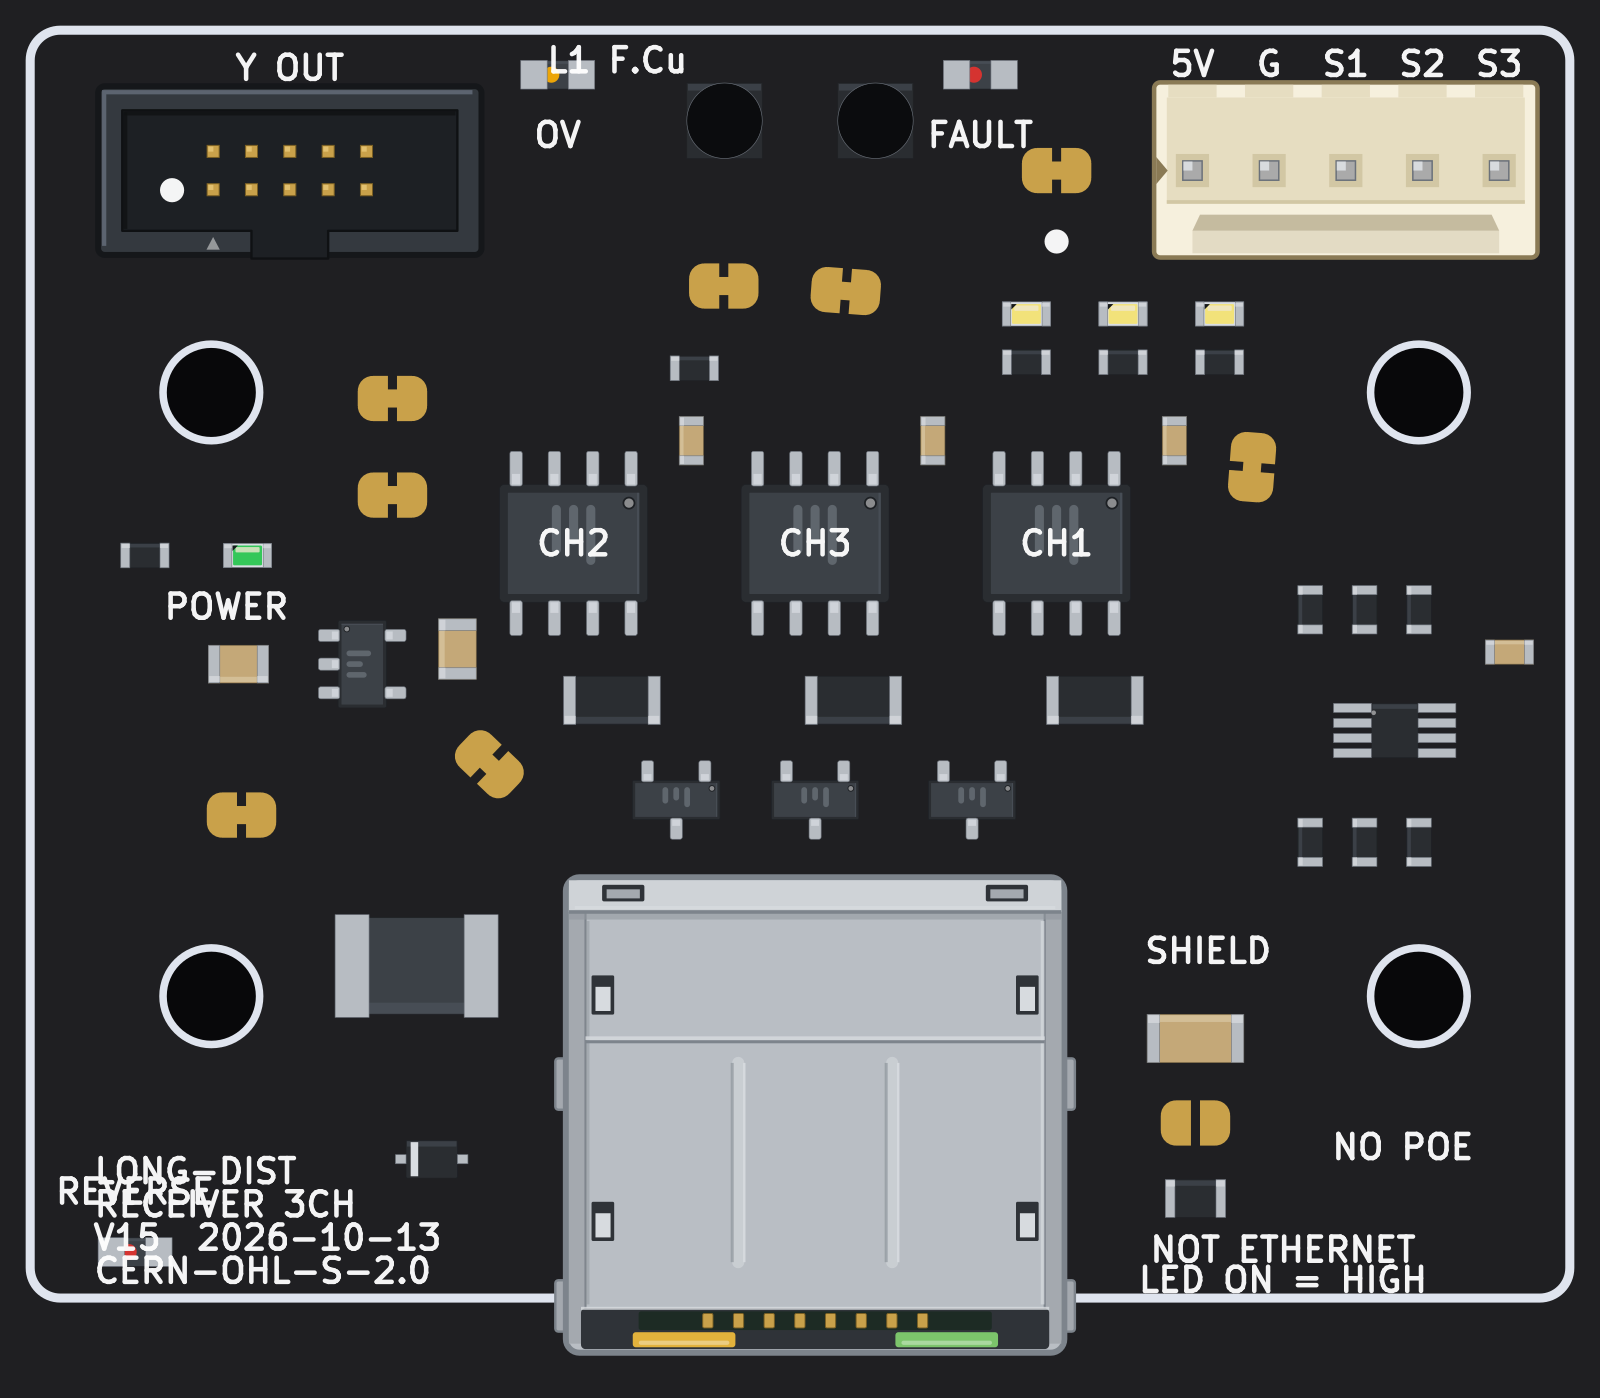 L1 F.Cu
Y OUT
5V G S1 S2 S3
OV
FAULT
CH2
CH3
CH1
POWER
SHIELD
NO POE
LONG-DIST
REVERSE
RECEIVER 3CH
V15 2026-10-13
CERN-OHL-S-2.0
NOT ETHERNET
LED ON = HIGH